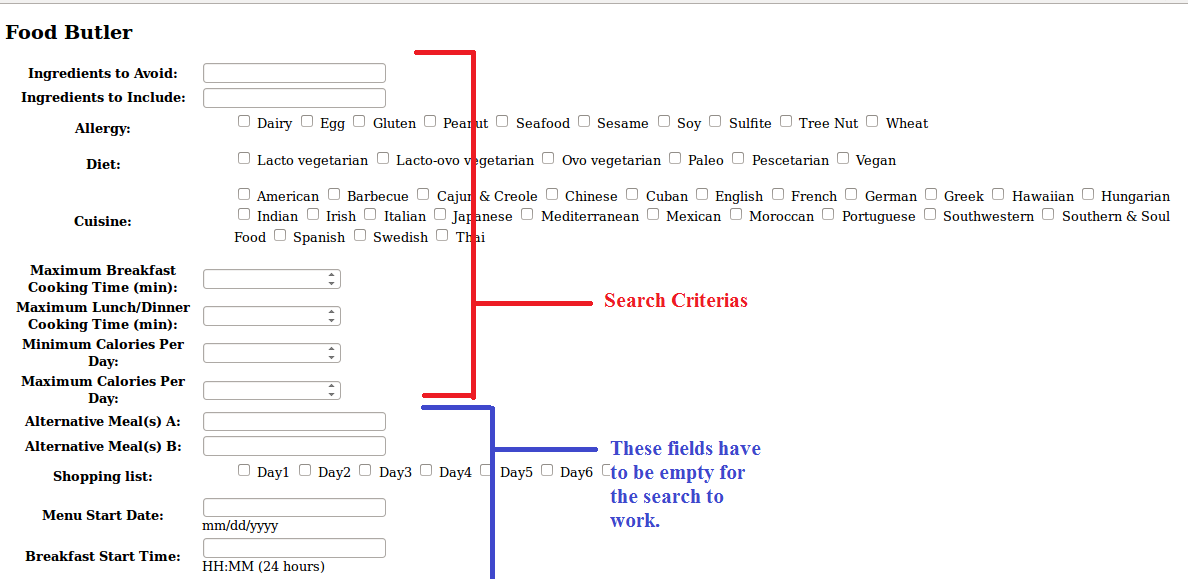 Food Butler
Ingredients to Avoid:
Ingredients to Include:
Allergy: Dairy Egg Gluten Peanut Seafood Sesame Soy Sulfite Tree Nut Wheat
Diet: Lacto vegetarian Lacto-ovo vegetarian Ovo vegetarian Paleo Pescetarian Vegan
American Barbecue Cajun & Creole Chinese Cuban English French German Greek Hawaiian Hungarian
Cuisine: Indian Irish Italian Japanese Mediterranean Mexican Moroccan Portuguese Southwestern Southern & Soul
Food Spanish Swedish Thai
Maximum Breakfast
Cooking Time (min):
Maximum Lunch/Dinner
Cooking Time (min):
Minimum Calories Per
Day:
Maximum Calories Per
Day:
Search Criterias
Alternative Meal(s) A:
Alternative Meal(s) B:
Shopping list: Day1 Day2 Day3 Day4 Day5 Day6
Menu Start Date:
mm/dd/yyyy
Breakfast Start Time:
HH:MM (24 hours)
These fields have
to be empty for
the search to
work.